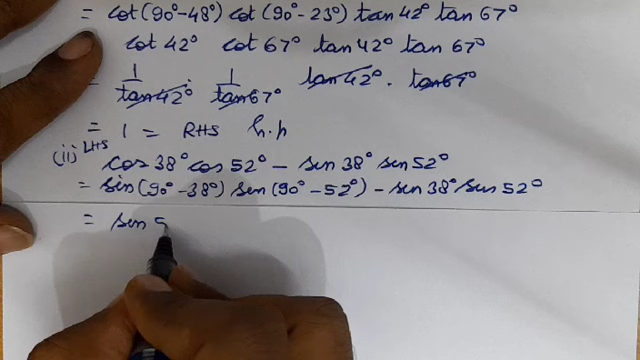 = cot (90°-48°) cot (90°-23°) tan 42° tan 67°
cot 42° cot 67° tan 42° tan 67°
= 1/tan 42° · 1/tan 67° tan 42° · tan 67°
= 1 = RHS h.p
(ii) LHS cos 38° cos 52° - sin 38° sin 52°
= sin (90°-38°) sin (90°-52°) - sin 38° sin 52°
= sin 5